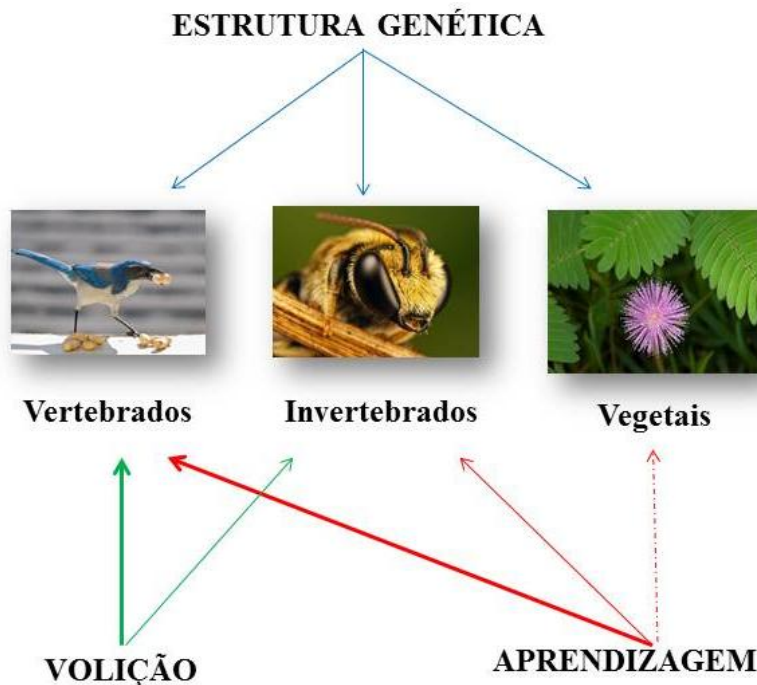 ESTRUTURA GENÉTICA
Vertebrados
Invertebrados
Vegetais
VOLIÇÃO
APRENDIZAGEM